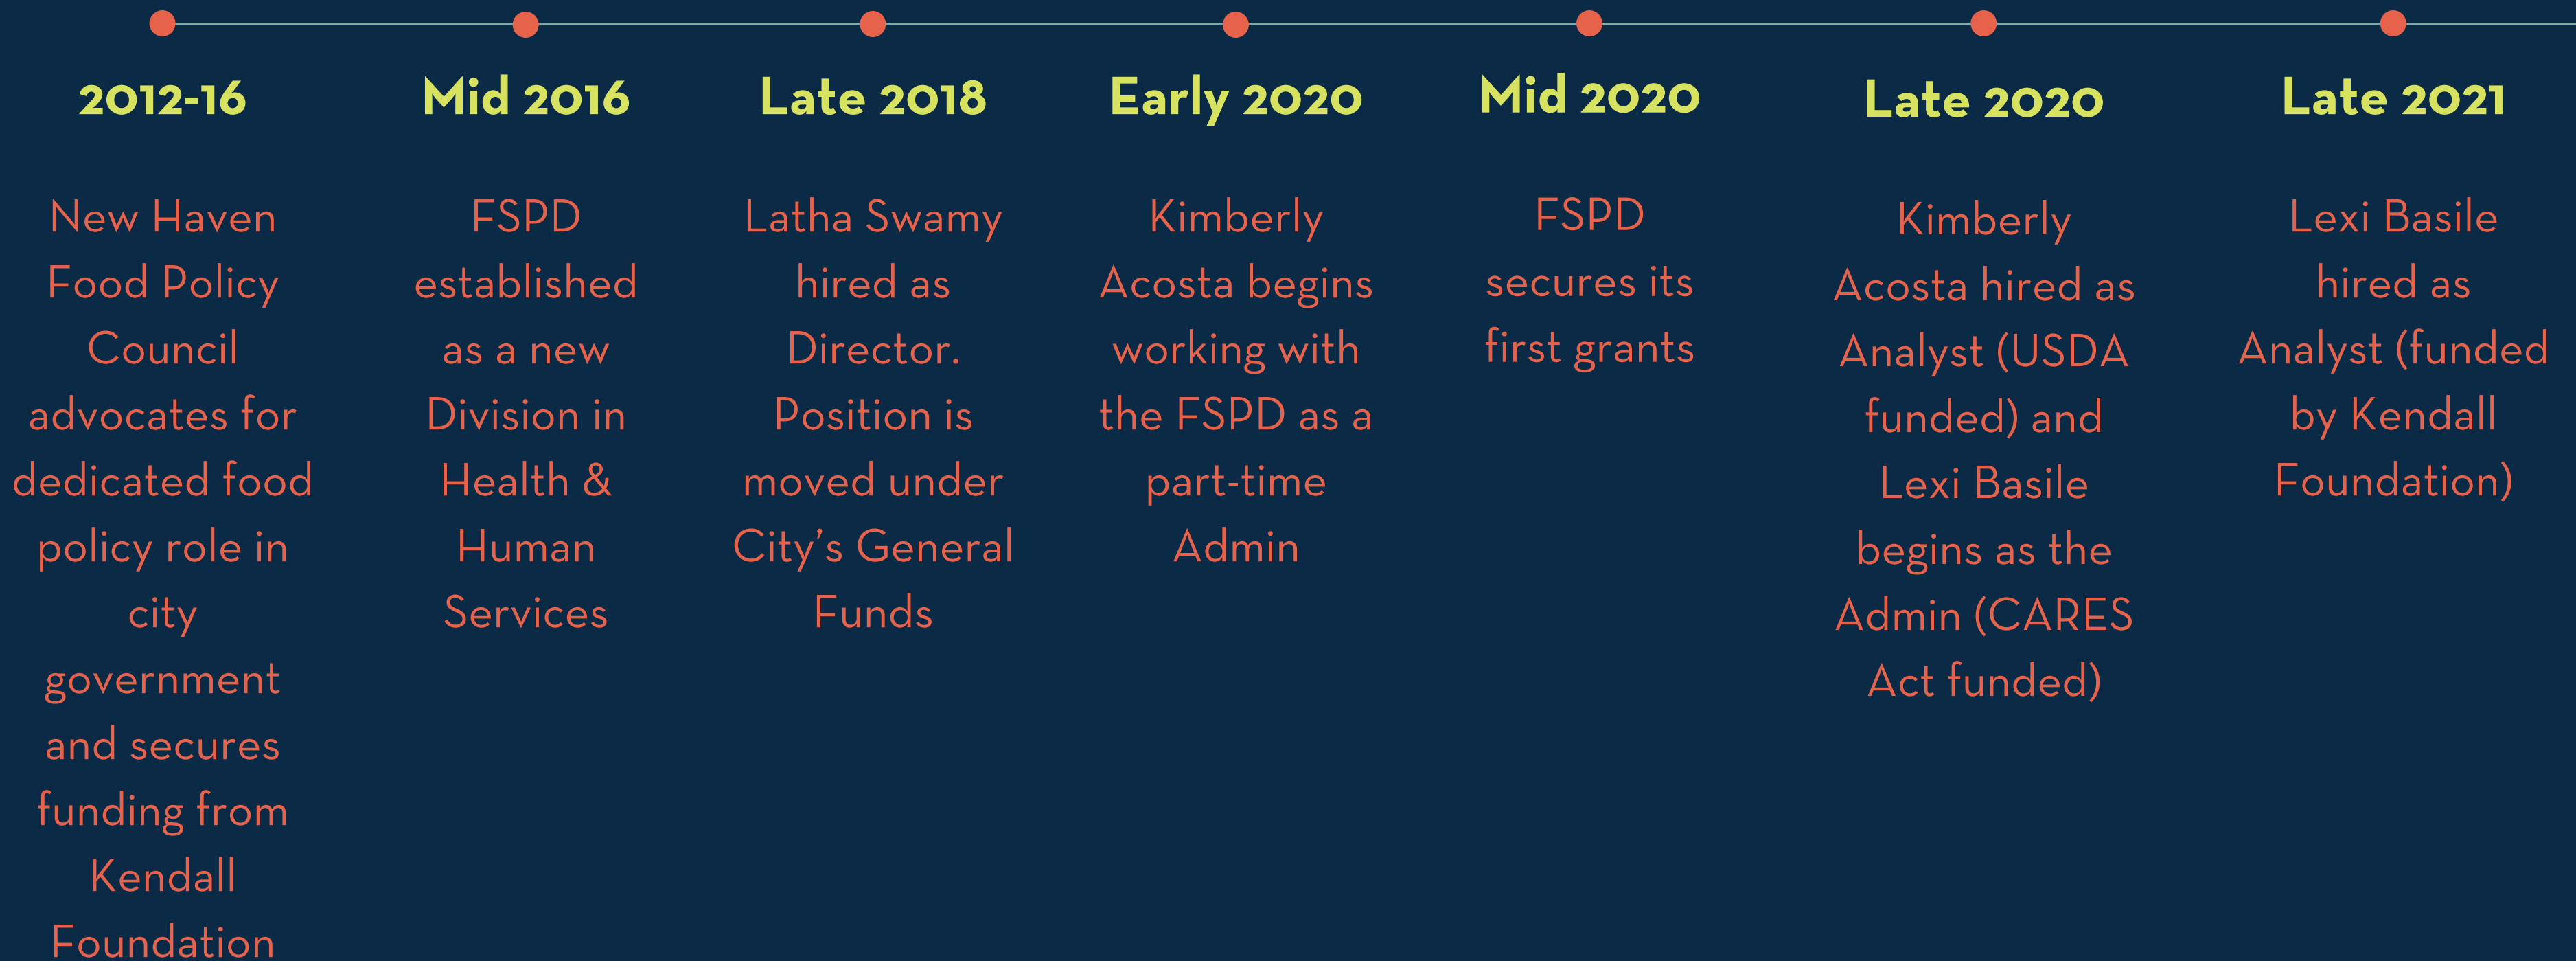 2012-16
New Haven
Food Policy
Council
advocates for
dedicated food
policy role in
city
government
and secures
funding from
Kendall
Foundation
Mid 2016
FSPD
established
as a new
Division in
Health &
Human
Services
Late 2018
Latha Swamy
hired as
Director.
Position is
moved under
City's General
Funds
Early 2020
Kimberly
Acosta begins
working with
the FSPD as a
part-time
Admin
Mid 2020
FSPD
secures its
first grants
Late 2020
Kimberly
Acosta hired as
Analyst (USDA
funded) and
Lexi Basile
begins as the
Admin (CARES
Act funded)
Late 2021
Lexi Basile
hired as
Analyst (funded
by Kendall
Foundation)